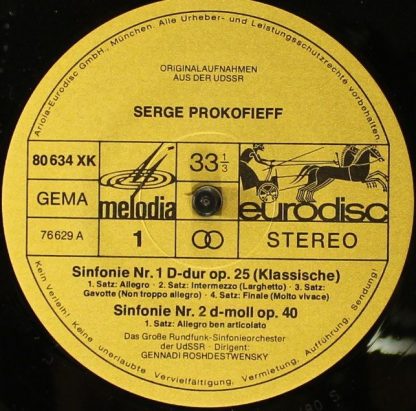 Ariola-Eurodisc GmbH., München. Alle Urheber- und Leistungsschutzrechte vorbehalten
ORIGINALAUFNAHMEN
AUS DER UDSSR
SERGE PROKOFIEFF
80 634 XK
33 1/3
GEMA
melodia
eurodisc
76 629 A
1
STEREO
Sinfonie Nr. 1 D-dur op. 25 (Klassische)
1. Satz: Allegro · 2. Satz: Intermezzo (Larghetto) · 3. Satz:
Gavotte (Non troppo allegro) · 4. Satz: Finale (Molto vivace)
Sinfonie Nr. 2 d-moll op. 40
1. Satz: Allegro ben articolato
Das Große Rundfunk-Sinfonieorchester
der UdSSR - Dirigent:
GENNADI ROSHDESTWENSKY
Kein Verleih! Keine unerlaubte Vervielfältigung, Vermietung, Aufführung, Sendung!